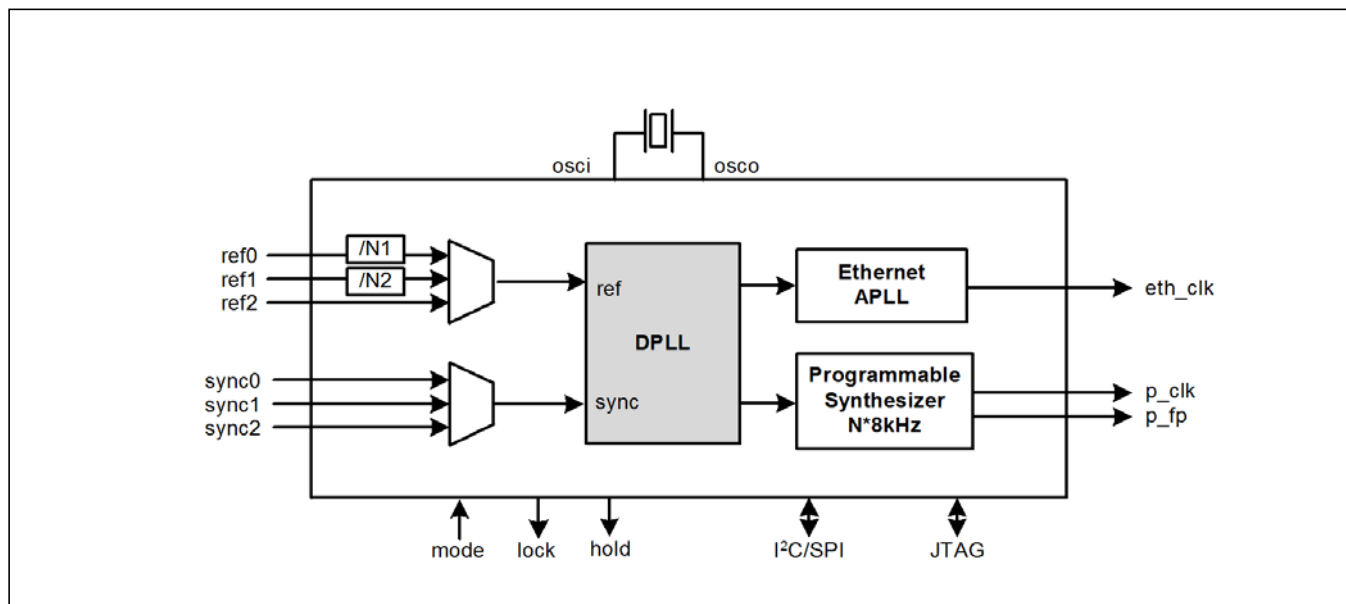 osci
osco
ref0
/N1
ref1
/N2
ref2
ref
DPLL
sync
Ethernet
APLL
eth_clk
sync0
sync1
sync2
Programmable
Synthesizer
N*8kHz
p_clk
p_fp
mode
lock
hold
I²C/SPI
JTAG